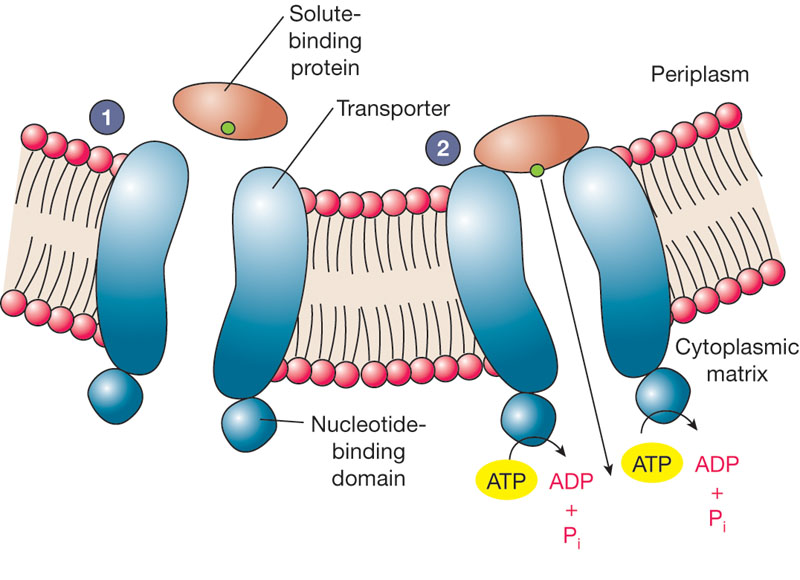 Solute-
binding
protein
Periplasm
1
Transporter
2
Cytoplasmic
matrix
Nucleotide-
binding
domain
ATP
ADP
+
Pi
ATP
ADP
+
Pi